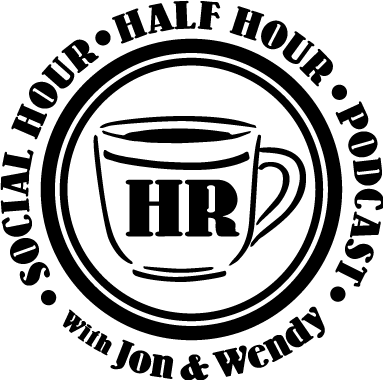 SOCIAL HOUR • HALF HOUR • PODCAST •
HR
With Jon & Wendy •